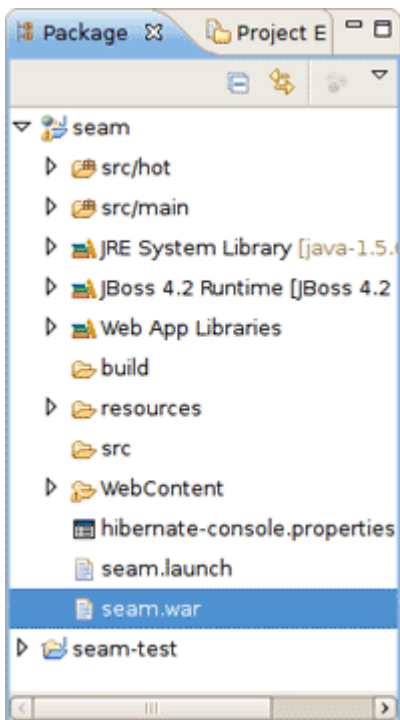 Package Project E
seam
src/hot
src/main
JRE System Library [java-1.5.
JBoss 4.2 Runtime [JBoss 4.2
Web App Libraries
build
resources
src
WebContent
hibernate-console.properties
seam.launch
seam.war
seam-test